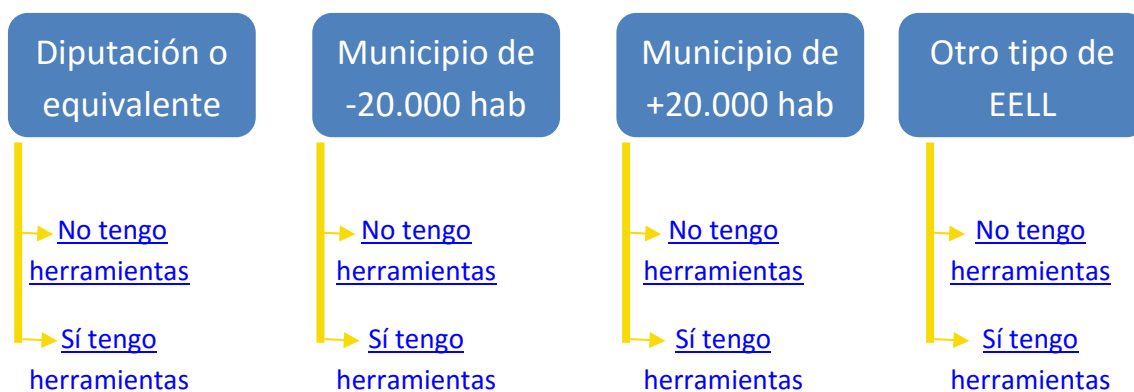 Diputación o
equivalente
No tengo
herramientas
Sí tengo
herramientas
Municipio de
-20.000 hab
No tengo
herramientas
Sí tengo
herramientas
Municipio de
+20.000 hab
No tengo
herramientas
Sí tengo
herramientas
Otro tipo de
EELL
No tengo
herramientas
Sí tengo
herramientas